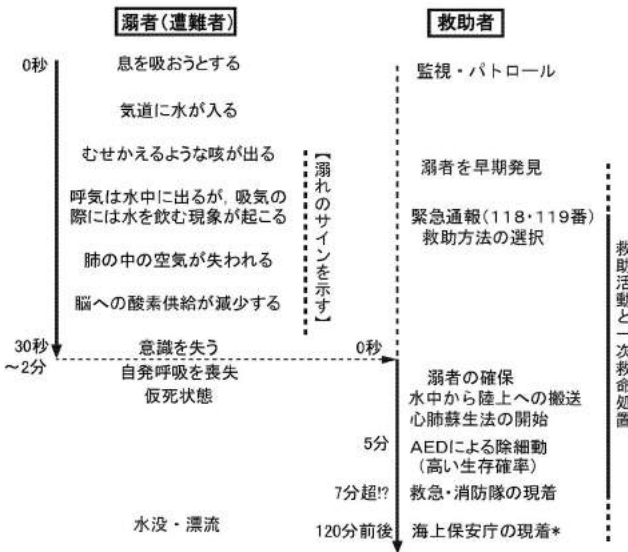 溺者(遭難者)
救助者
0秒
息を吸おうとする
監視・パトロール
気道に水が入る
むせかえるような咳が出る
溺者を早期発見
呼気は水中に出るが,吸気の
際には水を飲む現象が起こる
緊急通報(118・119番)
救助方法の選択
肺の中の空気が失われる
脳への酸素供給が減少する
【溺れのサインを示す】
救助活動と一次救命処置
30秒
~2分
意識を失う
0秒
自発呼吸を喪失
仮死状態
溺者の確保
水中から陸上への搬送
心肺蘇生法の開始
5分
AEDによる除細動
(高い生存確率)
7分超!?
救急・消防隊の現着
水没・漂流
120分前後
海上保安庁の現着*